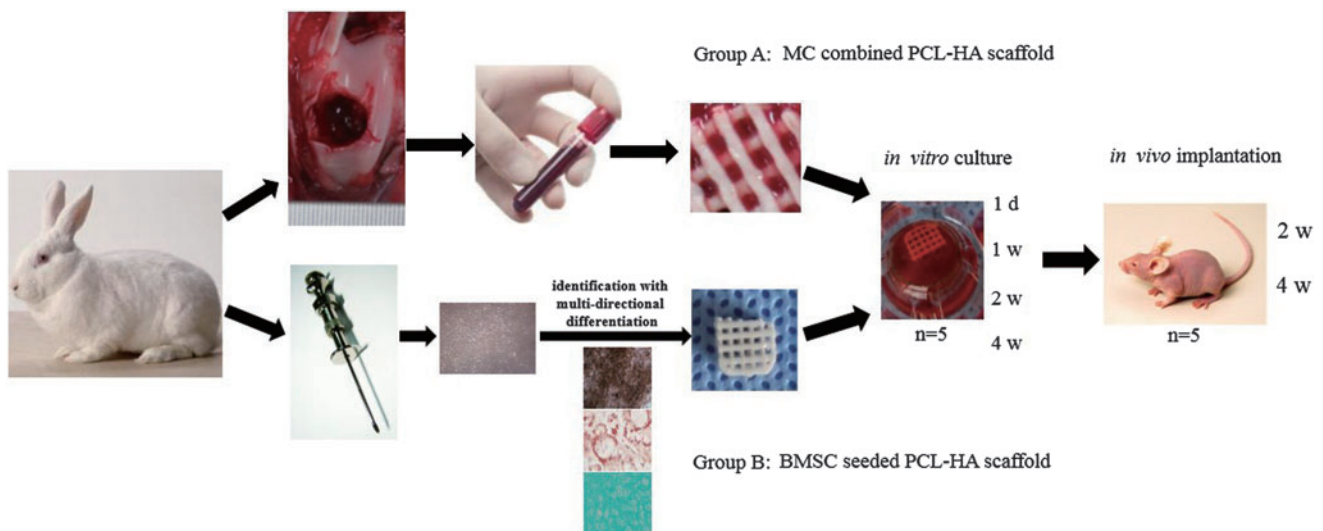 Group A: MC combined PCL-HA scaffold
in vitro culture
in vivo implantation
1 d
1 w
2 w
4 w
n=5
2 w
4 w
n=5
identification with
multi-directional
differentiation
Group B: BMSC seeded PCL-HA scaffold